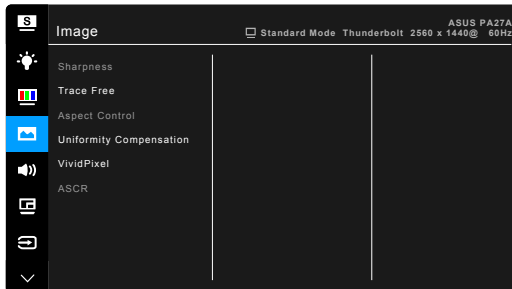 S
Image
ASUS PA27A
Standard Mode Thunderbolt 2560 x 1440@ 60Hz
Sharpness
Trace Free
Aspect Control
Uniformity Compensation
VividPixel
ASCR